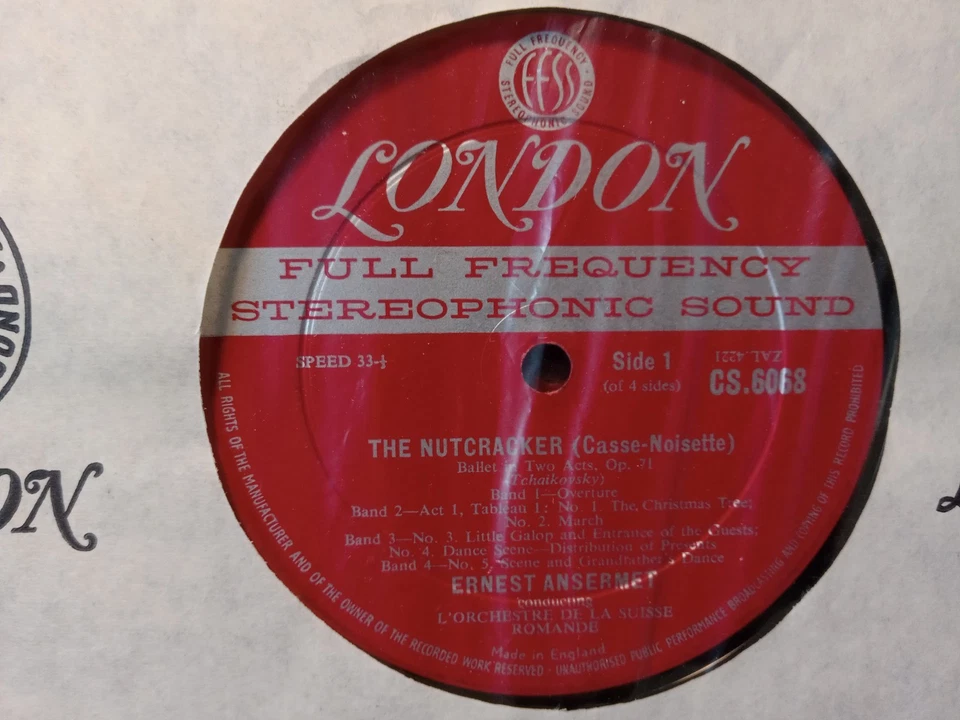 FULL FREQUENCY
FFSS
STEREOPHONIC SOUND
LONDON
FULL FREQUENCY
STEREOPHONIC SOUND
SPEED 33-⅓
Side 1
(of 4 sides)
ZAL.4221
CS.6068
THE NUTCRACKER (Casse-Noisette)
Ballet in Two Acts, Op. 71
(Tchaikovsky)
Band 1—Overture
Band 2—Act 1, Tableau 1: No. 1. The Christmas Tree;
No. 2. March
Band 3—No. 3. Little Galop and Entrance of the Guests;
No. 4. Dance Scene—Distribution of Presents
Band 4—No. 5. Scene and Grandfather's Dance
ERNEST ANSERMET
conducting
L'ORCHESTRE DE LA SUISSE
ROMANDE
Made in England
ALL RIGHTS OF THE MANUFACTURER AND OF THE OWNER OF THE RECORDED WORK RESERVED · UNAUTHORISED PUBLIC PERFORMANCE BROADCASTING AND COPYING OF THIS RECORD PROHIBITED
OUND
ON